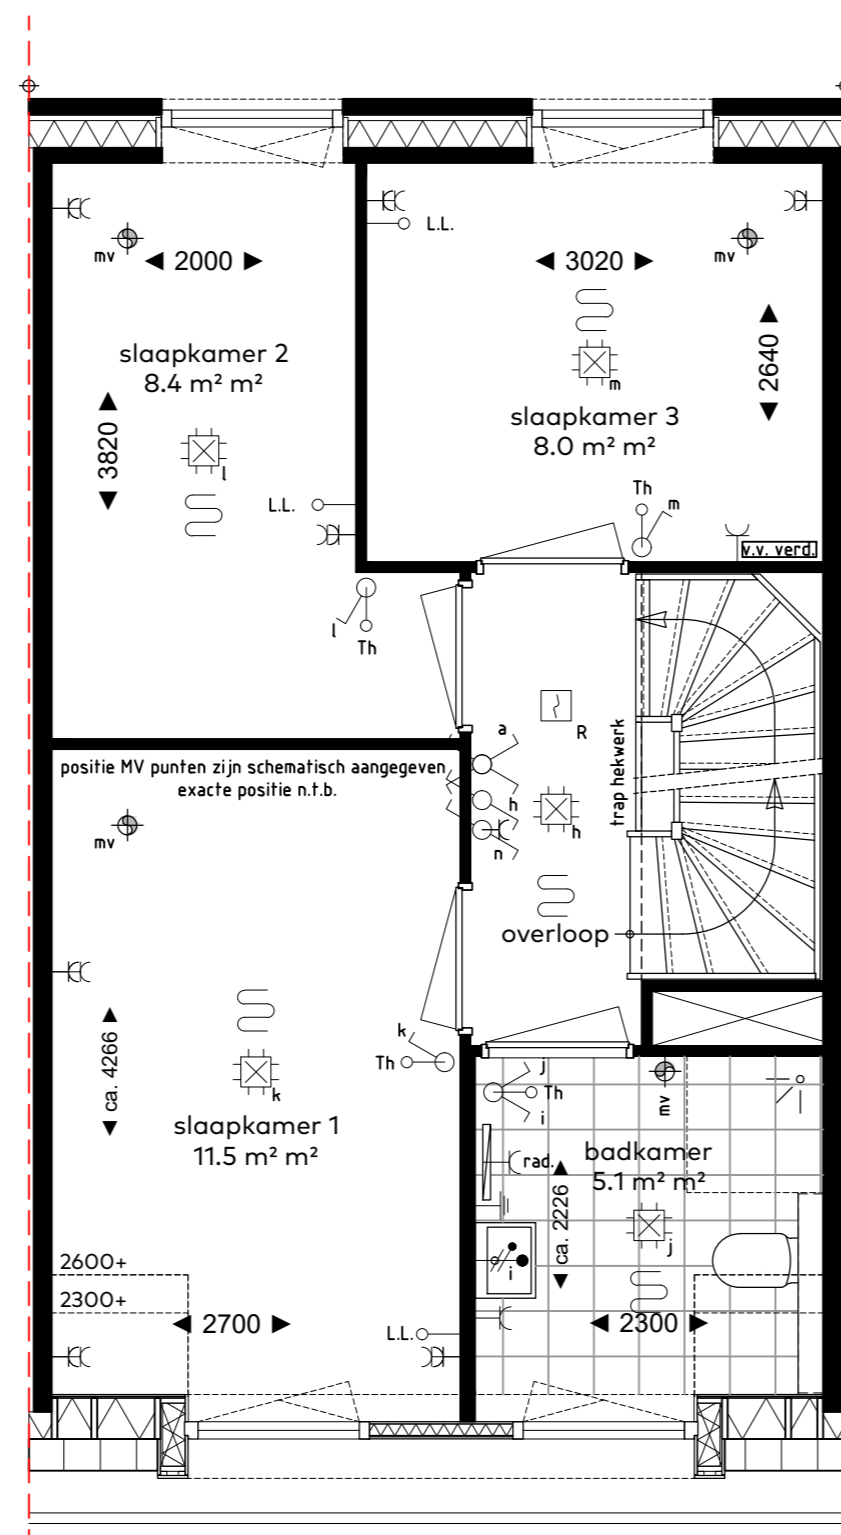 L.L.
mv
◄ 2000 ►
◄ 3020 ►
mv
slaapkamer 2
8.4 m² m²
◄ 3820 ►
l
m
◄ 2640 ►
slaapkamer 3
8.0 m² m²
L.L.
Th
m
v.v. verd.
l
Th
a
R
h
n
h
trap hekwerk
positie MV punten zijn schematisch aangegeven,
exacte positie n.t.b.
mv
overloop
k
Th
◄ ca. 4266 ►
k
slaapkamer 1
11.5 m² m²
j
Th
i
mv
rad.
badkamer
5.1 m² m²
◄ ca. 2226 ►
j
i
2600+
2300+
◄ 2700 ►
L.L.
◄ 2300 ►